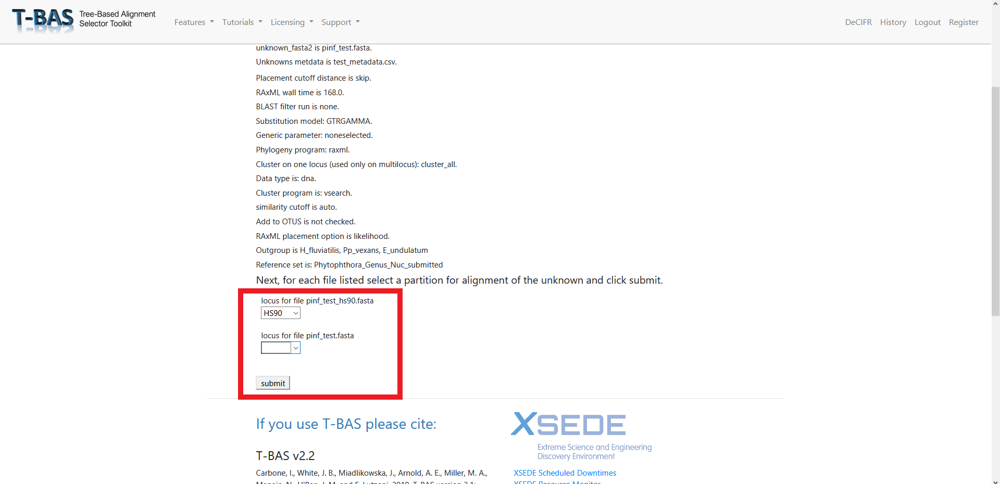 T-BAS
Tree-Based Alignment
Selector Toolkit
Features
Tutorials
Licensing
Support
DeCIFR
History
Logout
Register
unknown_fasta2 is pinf_test.fasta.
Unknowns metdata is test_metadata.csv.
Placement cutoff distance is skip.
RAxML wall time is 168.0.
BLAST filter run is none.
Substitution model: GTRGAMMA.
Generic parameter: noneselected.
Phylogeny program: raxml.
Cluster on one locus (used only on multilocus): cluster_all.
Data type is: dna.
Cluster program is: vsearch.
similarity cutoff is auto.
Add to OTUS is not checked.
RAxML placement option is likelihood.
Outgroup is H_fluviatilis, Pp_vexans, E_undulatum
Reference set is: Phytophthora_Genus_Nuc_submitted
Next, for each file listed select a partition for alignment of the unknown and click submit.
locus for file pinf_test_hs90.fasta
HS90
locus for file pinf_test.fasta
submit
If you use T-BAS please cite:
T-BAS v2.2
Carbone, I., White, J. B., Miadlikowska, J., Arnold, A. E., Miller, M. A.,
XSEDE
Extreme Science and Engineering
Discovery Environment
XSEDE Scheduled Downtimes
XSEDE Resource Monitor